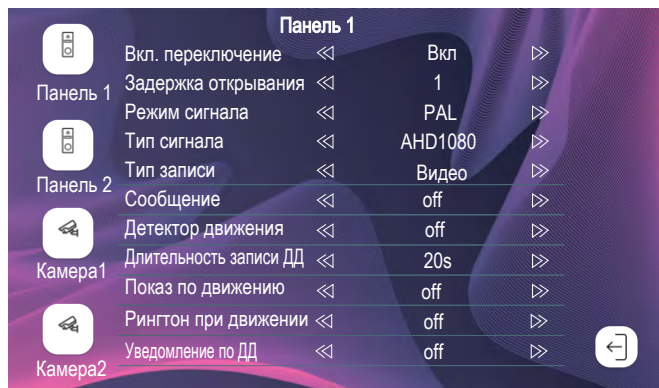 Панель 1
Вкл. переключение Вкл
Задержка открывания 1
Панель 1
Режим сигнала PAL
Тип сигнала AHD1080
Тип записи Видео
Панель 2
Сообщение off
Детектор движения off
Длительность записи ДД 20s
Камера1
Показ по движению off
Рингтон при движении off
Уведомление по ДД off
Камера2